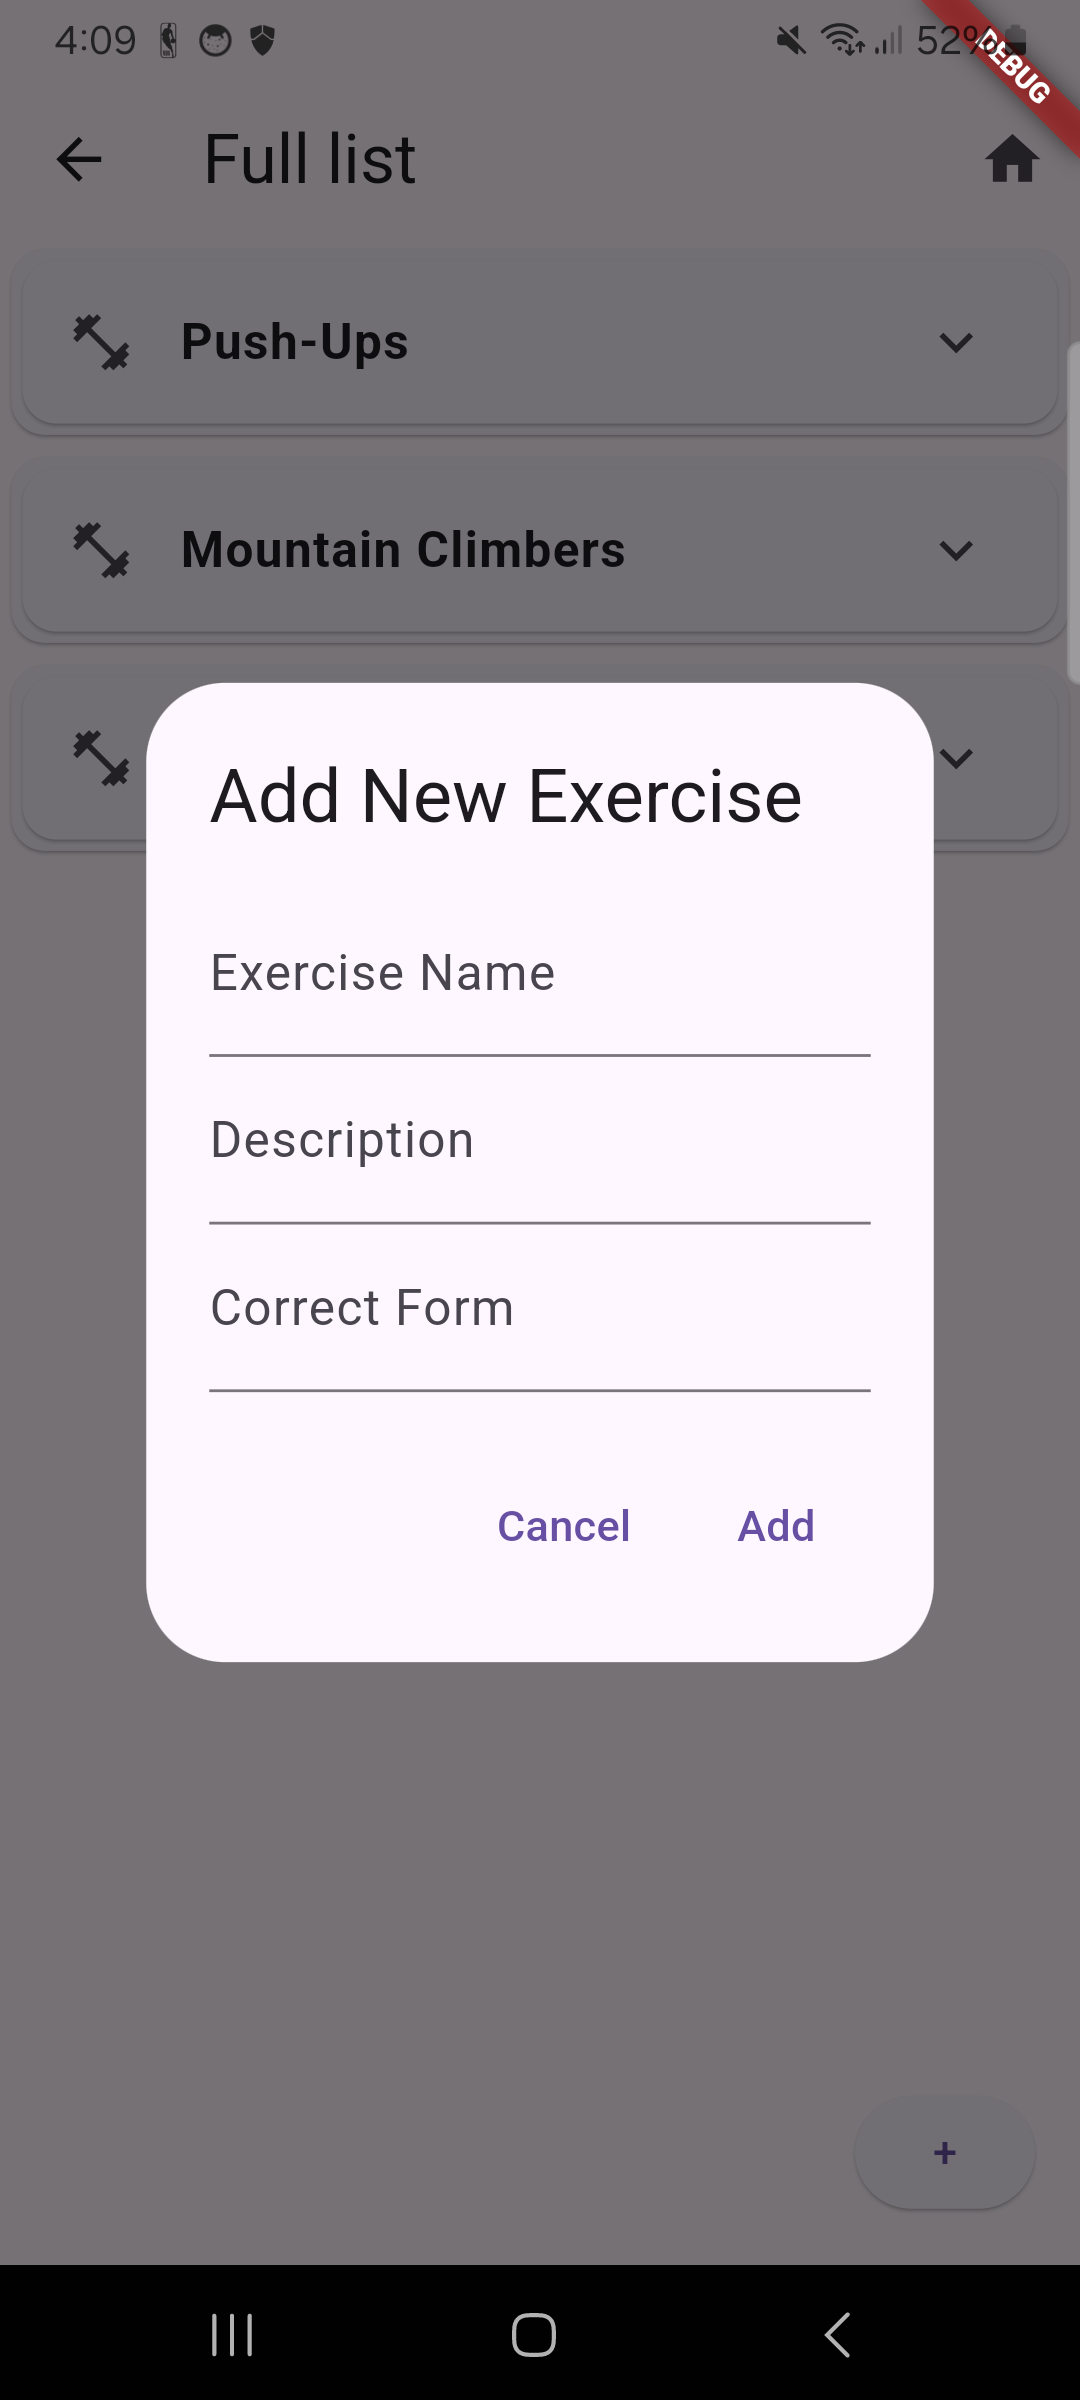 4:09 52%
DEBUG
Full list
Push-Ups
Mountain Climbers
Add New Exercise
Exercise Name
Description
Correct Form
Cancel Add
+